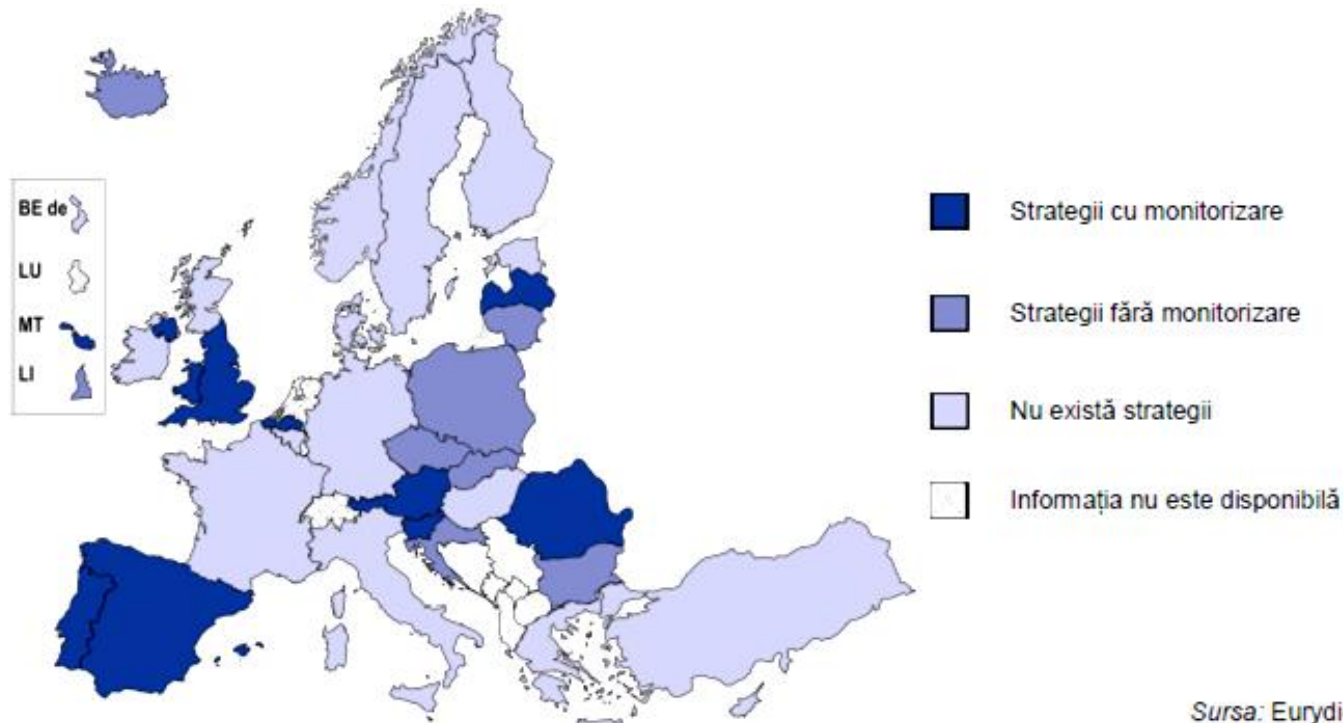 BE de
LU
MT
LI
Strategii cu monitorizare
Strategii fără monitorizare
Nu există strategii
Informația nu este disponibilă
Sursa: Eurydi